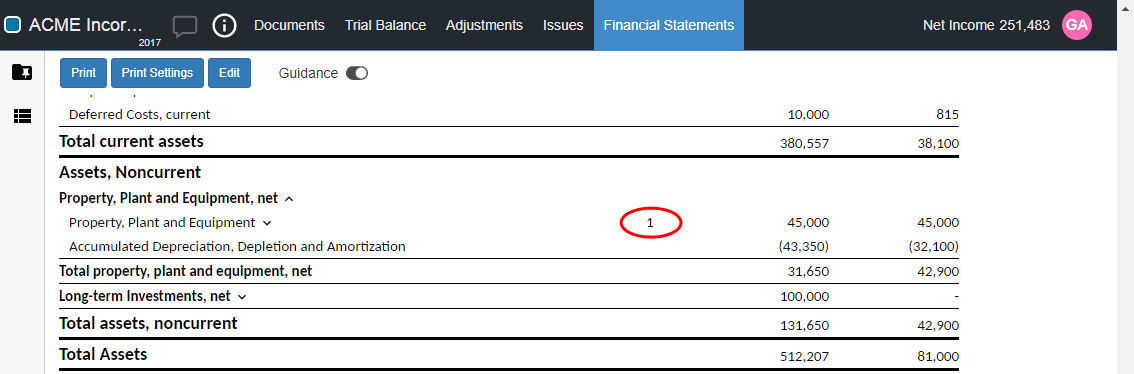 ACME Incor... Documents Trial Balance Adjustments Issues Financial Statements Net Income 251,483 GA
2017
Print Print Settings Edit Guidance
Deferred Costs, current 10,000 815
Total current assets 380,557 38,100
Assets, Noncurrent
Property, Plant and Equipment, net
Property, Plant and Equipment 1 45,000 45,000
Accumulated Depreciation, Depletion and Amortization (43,350) (32,100)
Total property, plant and equipment, net 31,650 42,900
Long-term Investments, net 100,000 -
Total assets, noncurrent 131,650 42,900
Total Assets 512,207 81,000